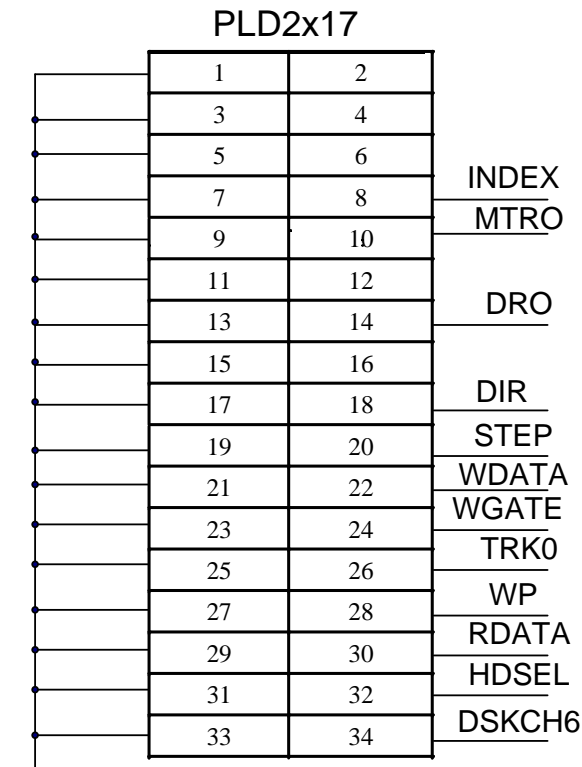 PLD2x17
1 2
3 4
5 6
7 8 INDEX
9 10 MTRO
11 12
13 14 DRO
15 16
17 18 DIR
19 20 STEP
21 22 WDATA
23 24 WGATE
25 26 TRK0
27 28 WP
29 30 RDATA
31 32 HDSEL
33 34 DSKCH6